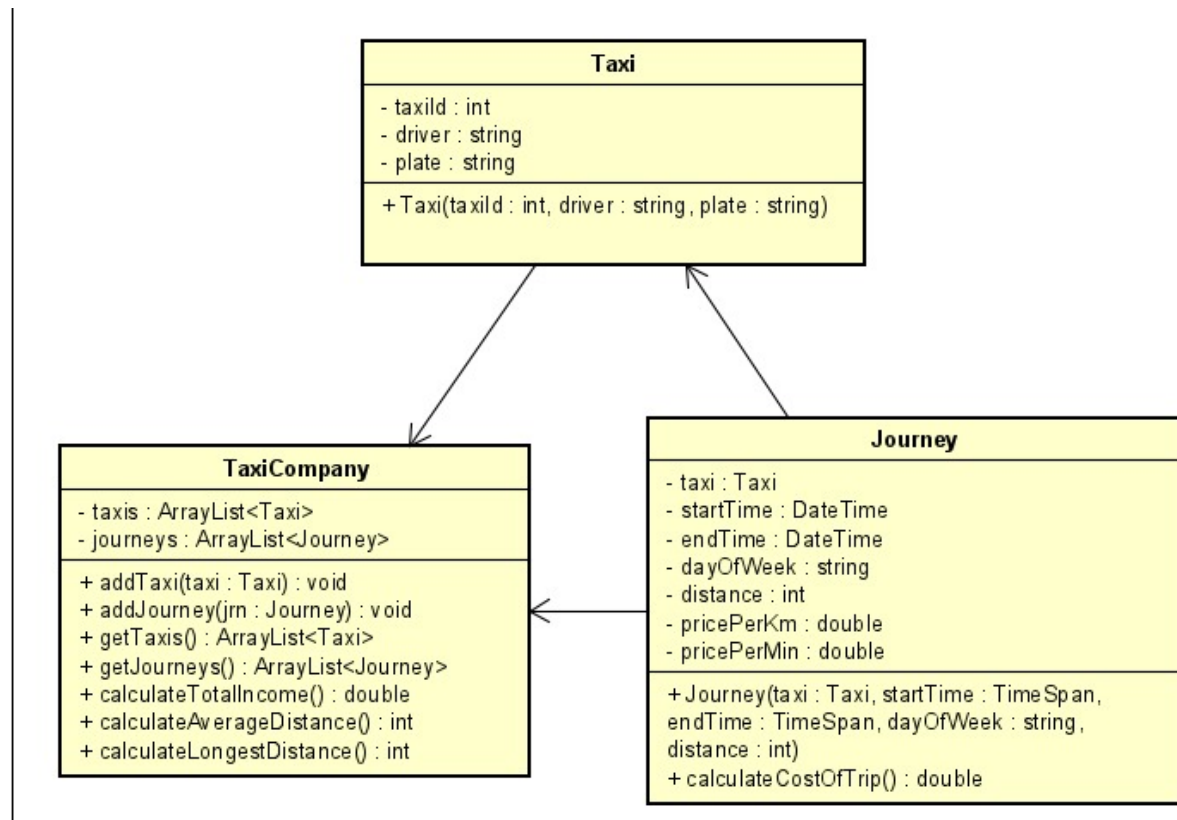 Taxi
- taxiId : int
- driver : string
- plate : string
+ Taxi(taxiId : int, driver : string, plate : string)
TaxiCompany
- taxis : ArrayList<Taxi>
- journeys : ArrayList<Journey>
+ addTaxi(taxi : Taxi) : void
+ addJourney(jrn : Journey) : void
+ getTaxis() : ArrayList<Taxi>
+ getJourneys() : ArrayList<Journey>
+ calculateTotalIncome() : double
+ calculateAverageDistance() : int
+ calculateLongestDistance() : int
Journey
- taxi : Taxi
- startTime : DateTime
- endTime : DateTime
- dayOfWeek : string
- distance : int
- pricePerKm : double
- pricePerMin : double
+ Journey(taxi : Taxi, startTime : TimeSpan,
endTime : TimeSpan, dayOfWeek : string,
distance : int)
+ calculateCostOfTrip() : double